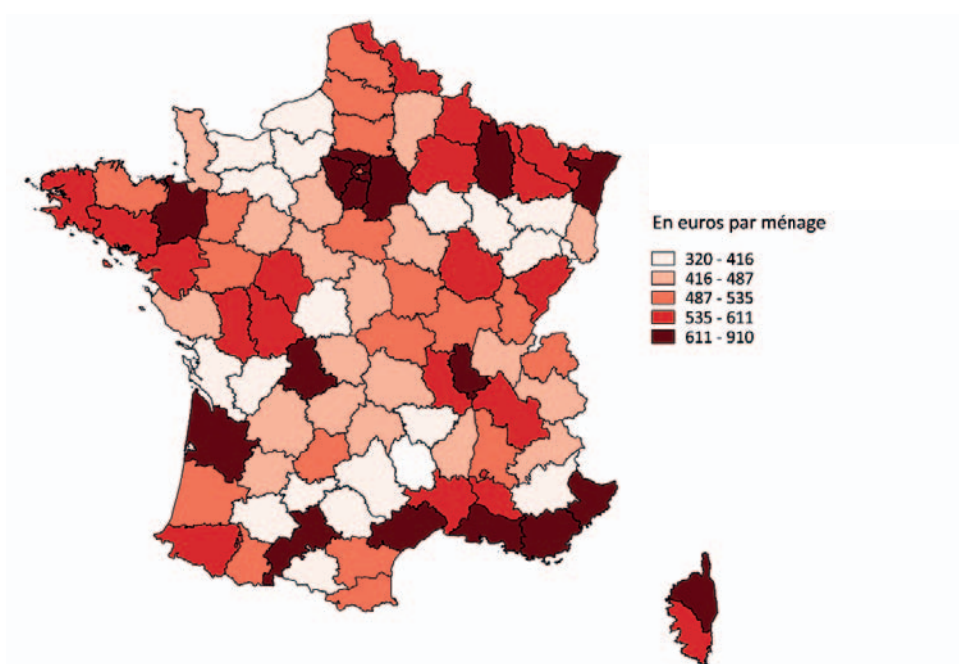 En euros par ménage
320 - 416
416 - 487
487 - 535
535 - 611
611 - 910